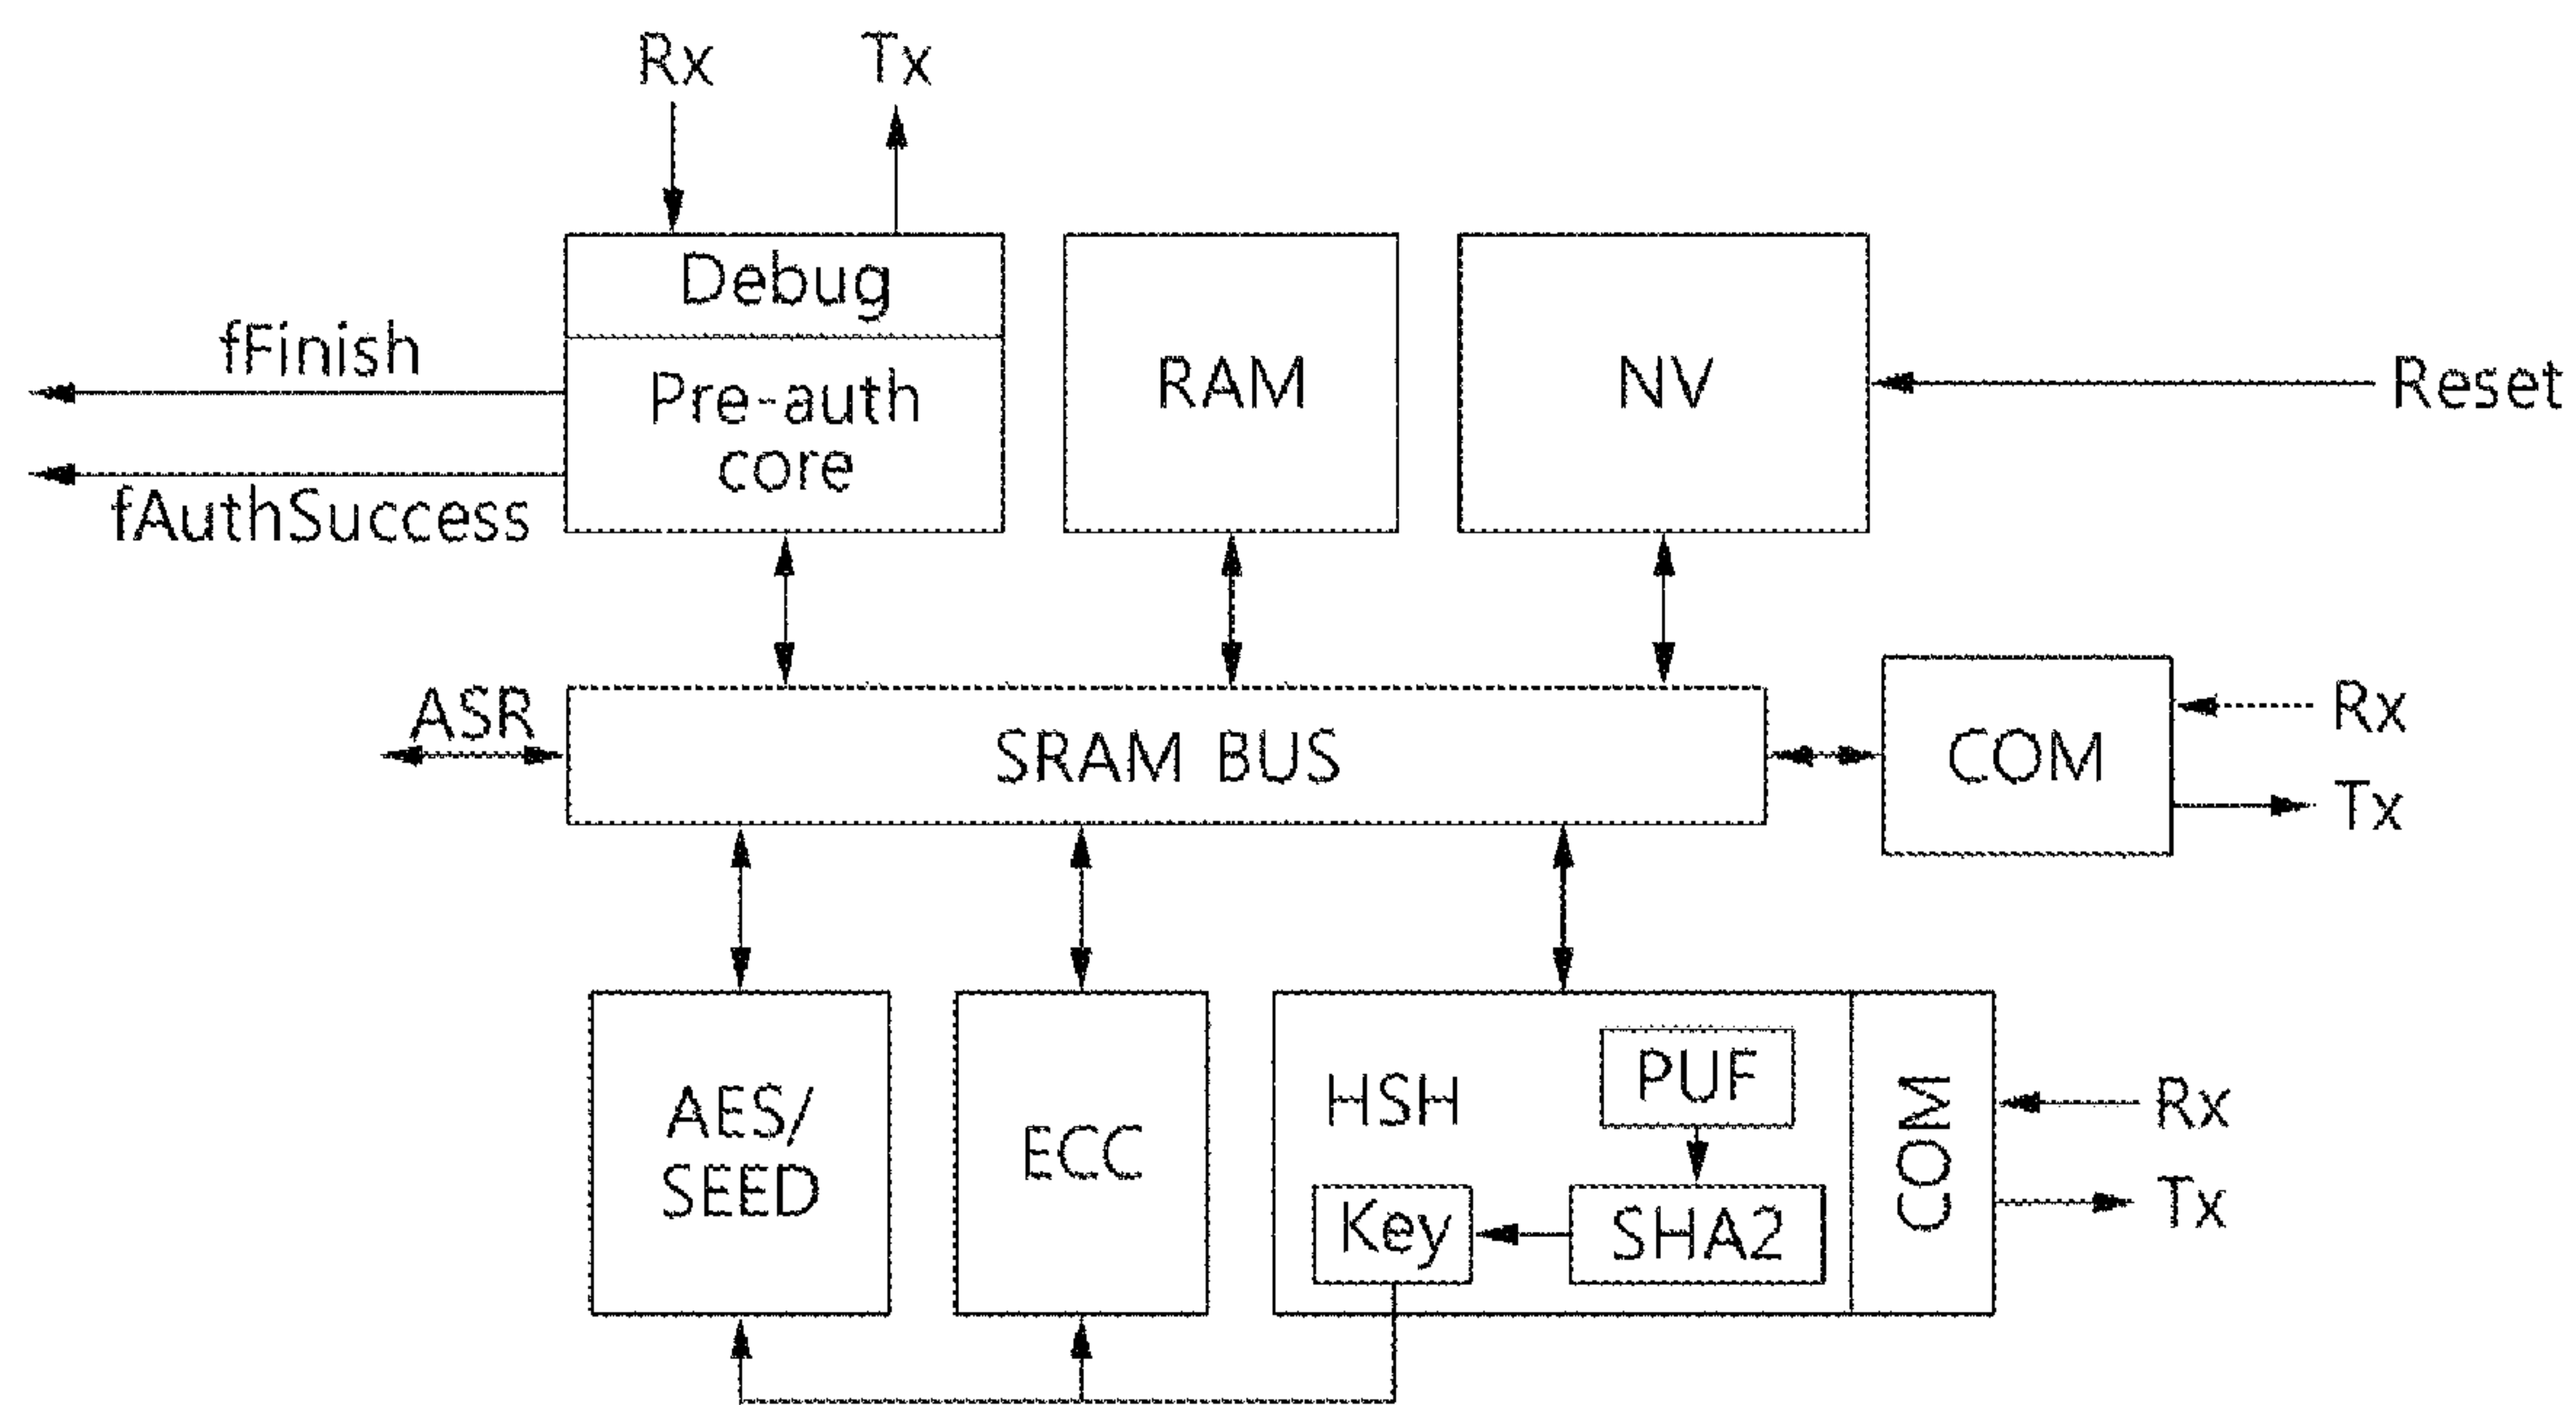 Rx
Tx
Debug
fFinish
Pre-auth
core
RAM
NV
Reset
fAuthSuccess
ASR
SRAM BUS
COM
Rx
Tx
AES/
SEED
ECC
HSH
PUF
Key
SHA2
COM
Rx
Tx